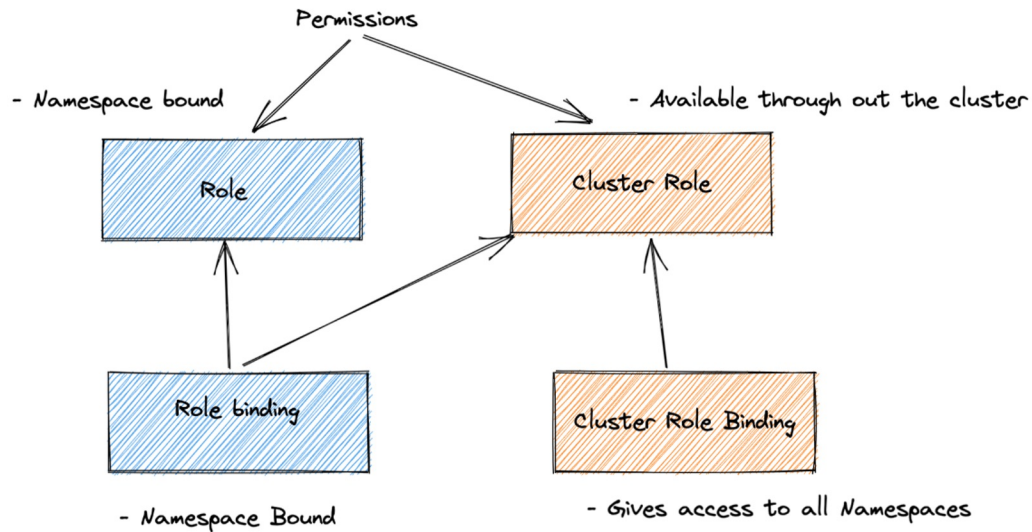 Permissions
- Namespace bound
- Available through out the cluster
Role
Cluster Role
Role binding
Cluster Role Binding
- Namespace Bound
- Gives access to all Namespaces